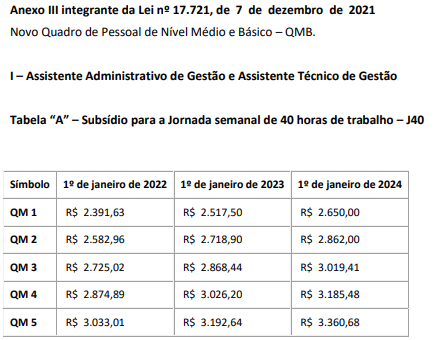 Anexo III integrante da Lei nº 17.721, de 7 de dezembro de 2021
Novo Quadro de Pessoal de Nível Médio e Básico – QMB.
I – Assistente Administrativo de Gestão e Assistente Técnico de Gestão
Tabela “A” – Subsídio para a Jornada semanal de 40 horas de trabalho – J40
Símbolo 1º de janeiro de 2022 1º de janeiro de 2023 1º de janeiro de 2024
QM 1 R$ 2.391,63 R$ 2.517,50 R$ 2.650,00
QM 2 R$ 2.582,96 R$ 2.718,90 R$ 2.862,00
QM 3 R$ 2.725,02 R$ 2.868,44 R$ 3.019,41
QM 4 R$ 2.874,89 R$ 3.026,20 R$ 3.185,48
QM 5 R$ 3.033,01 R$ 3.192,64 R$ 3.360,68